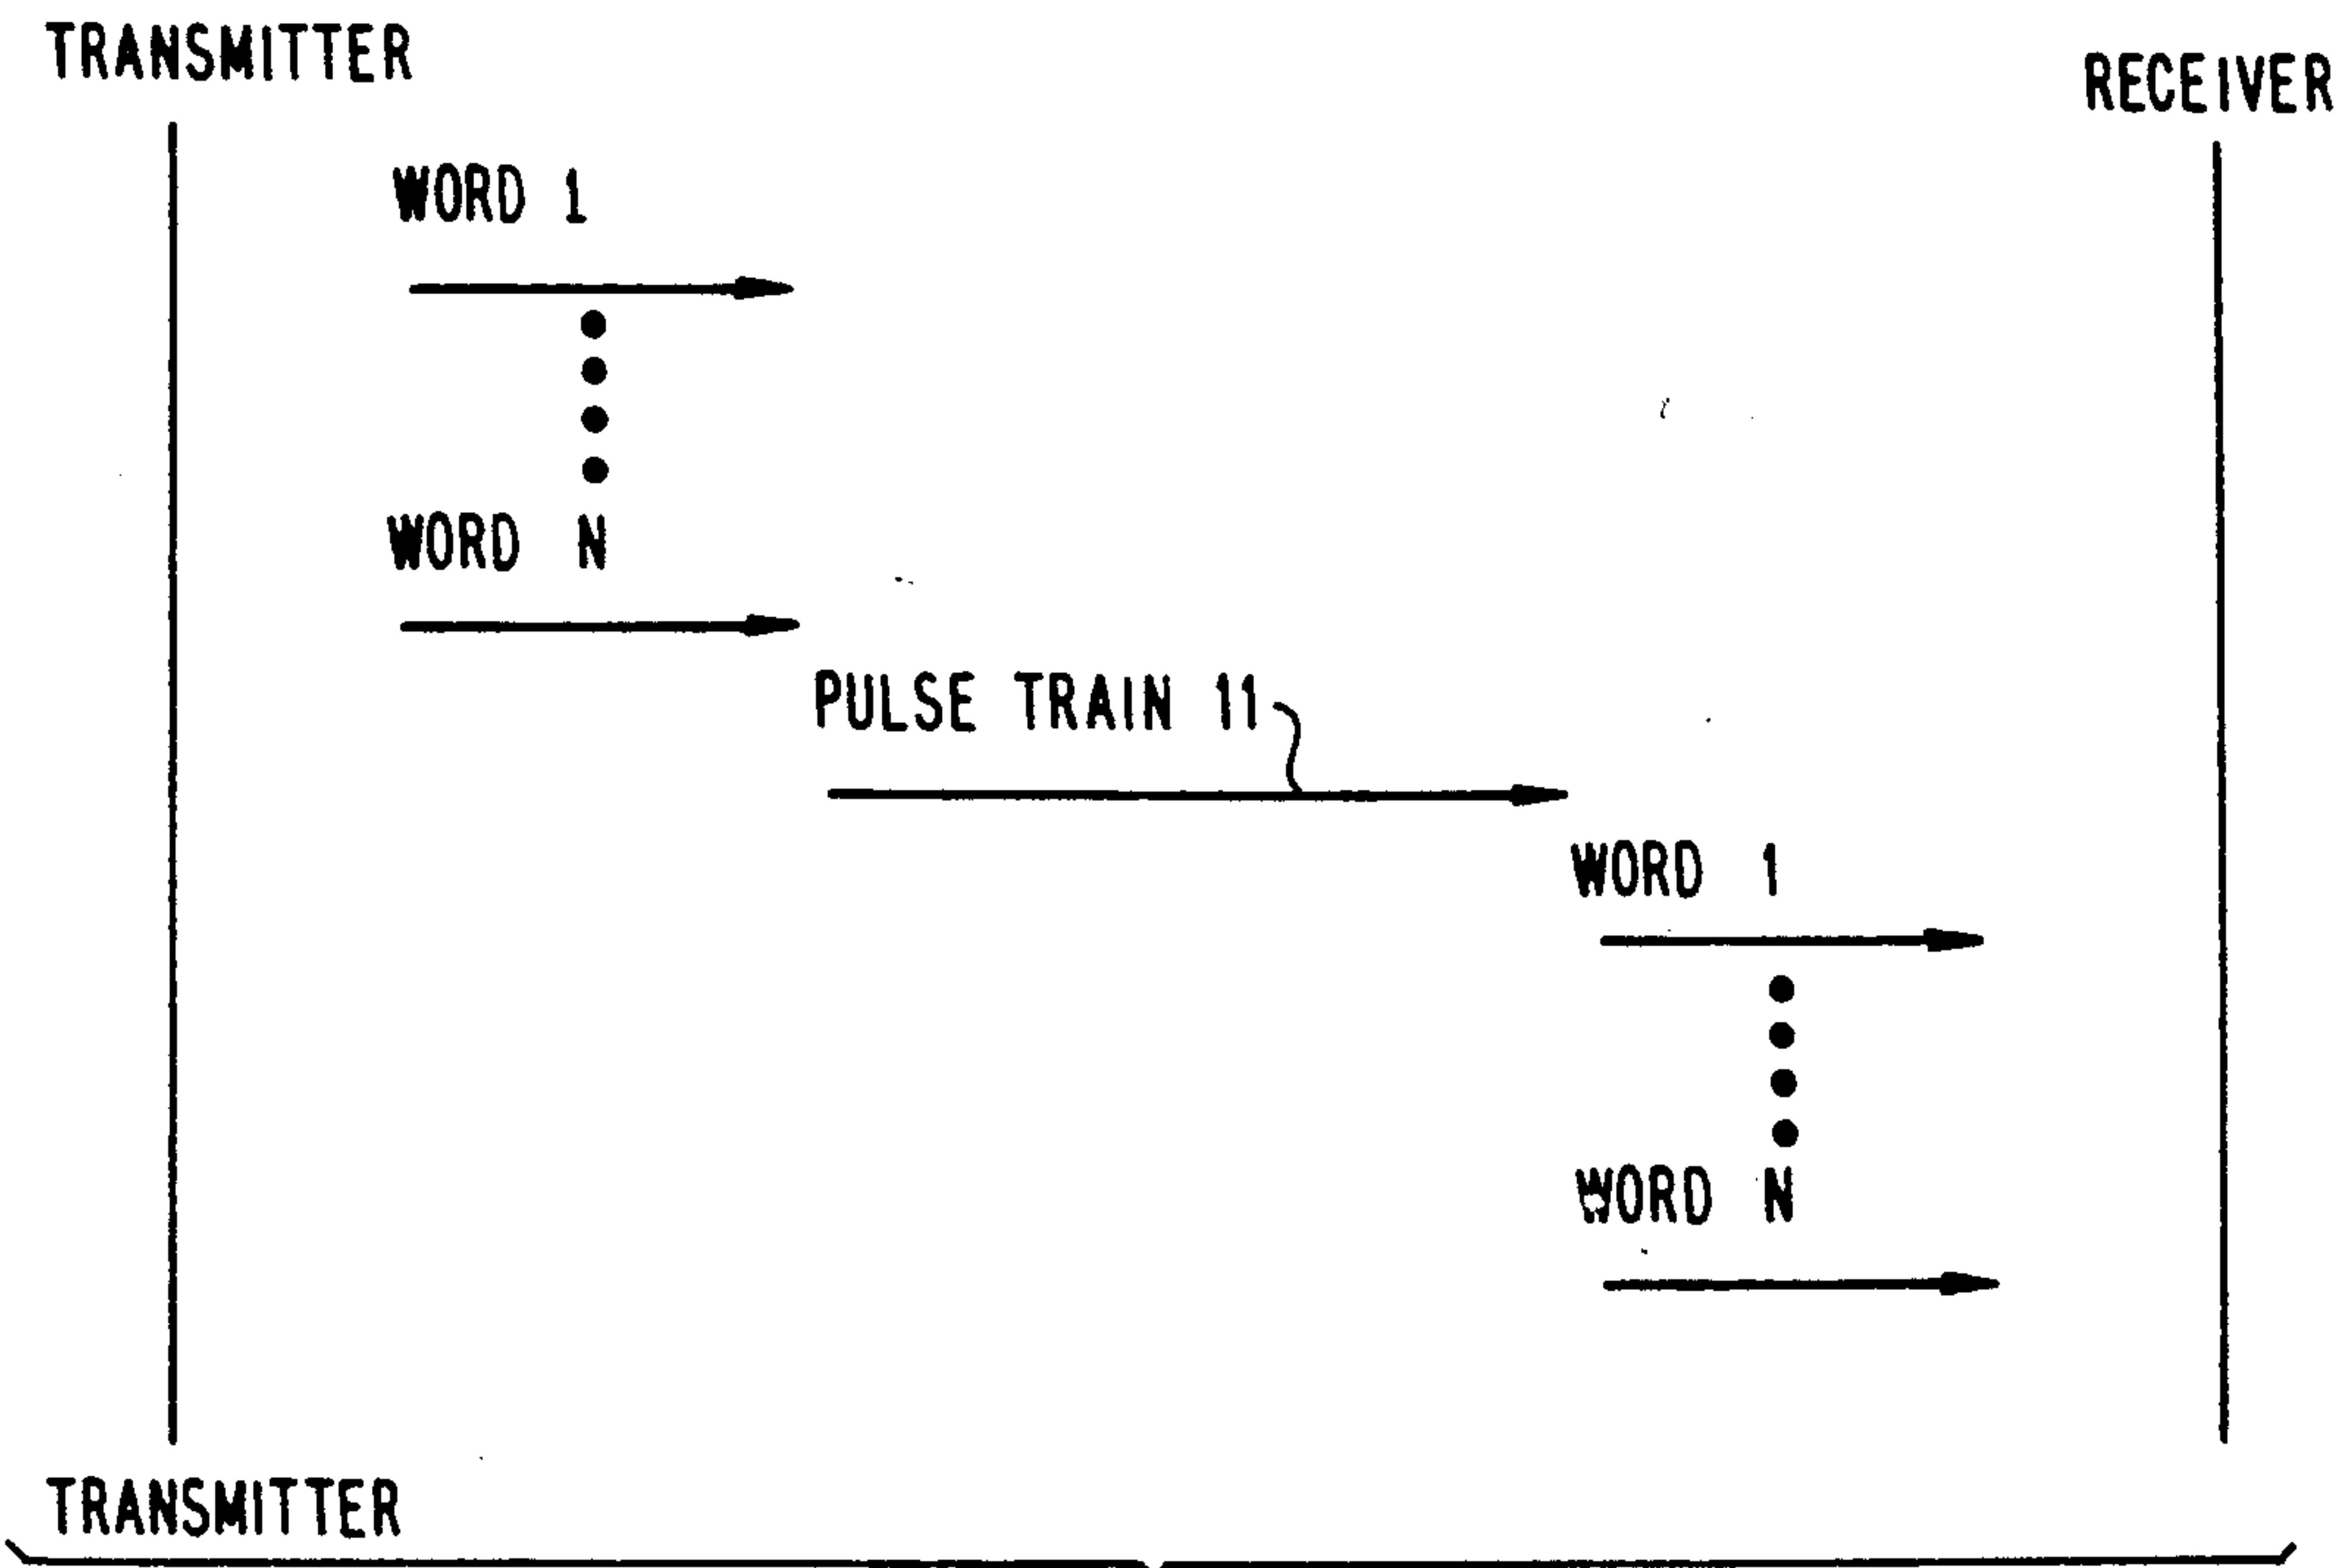 TRANSMITTER
RECEIVER
WORD 1
WORD N
PULSE TRAIN 11
WORD 1
WORD N
TRANSMITTER